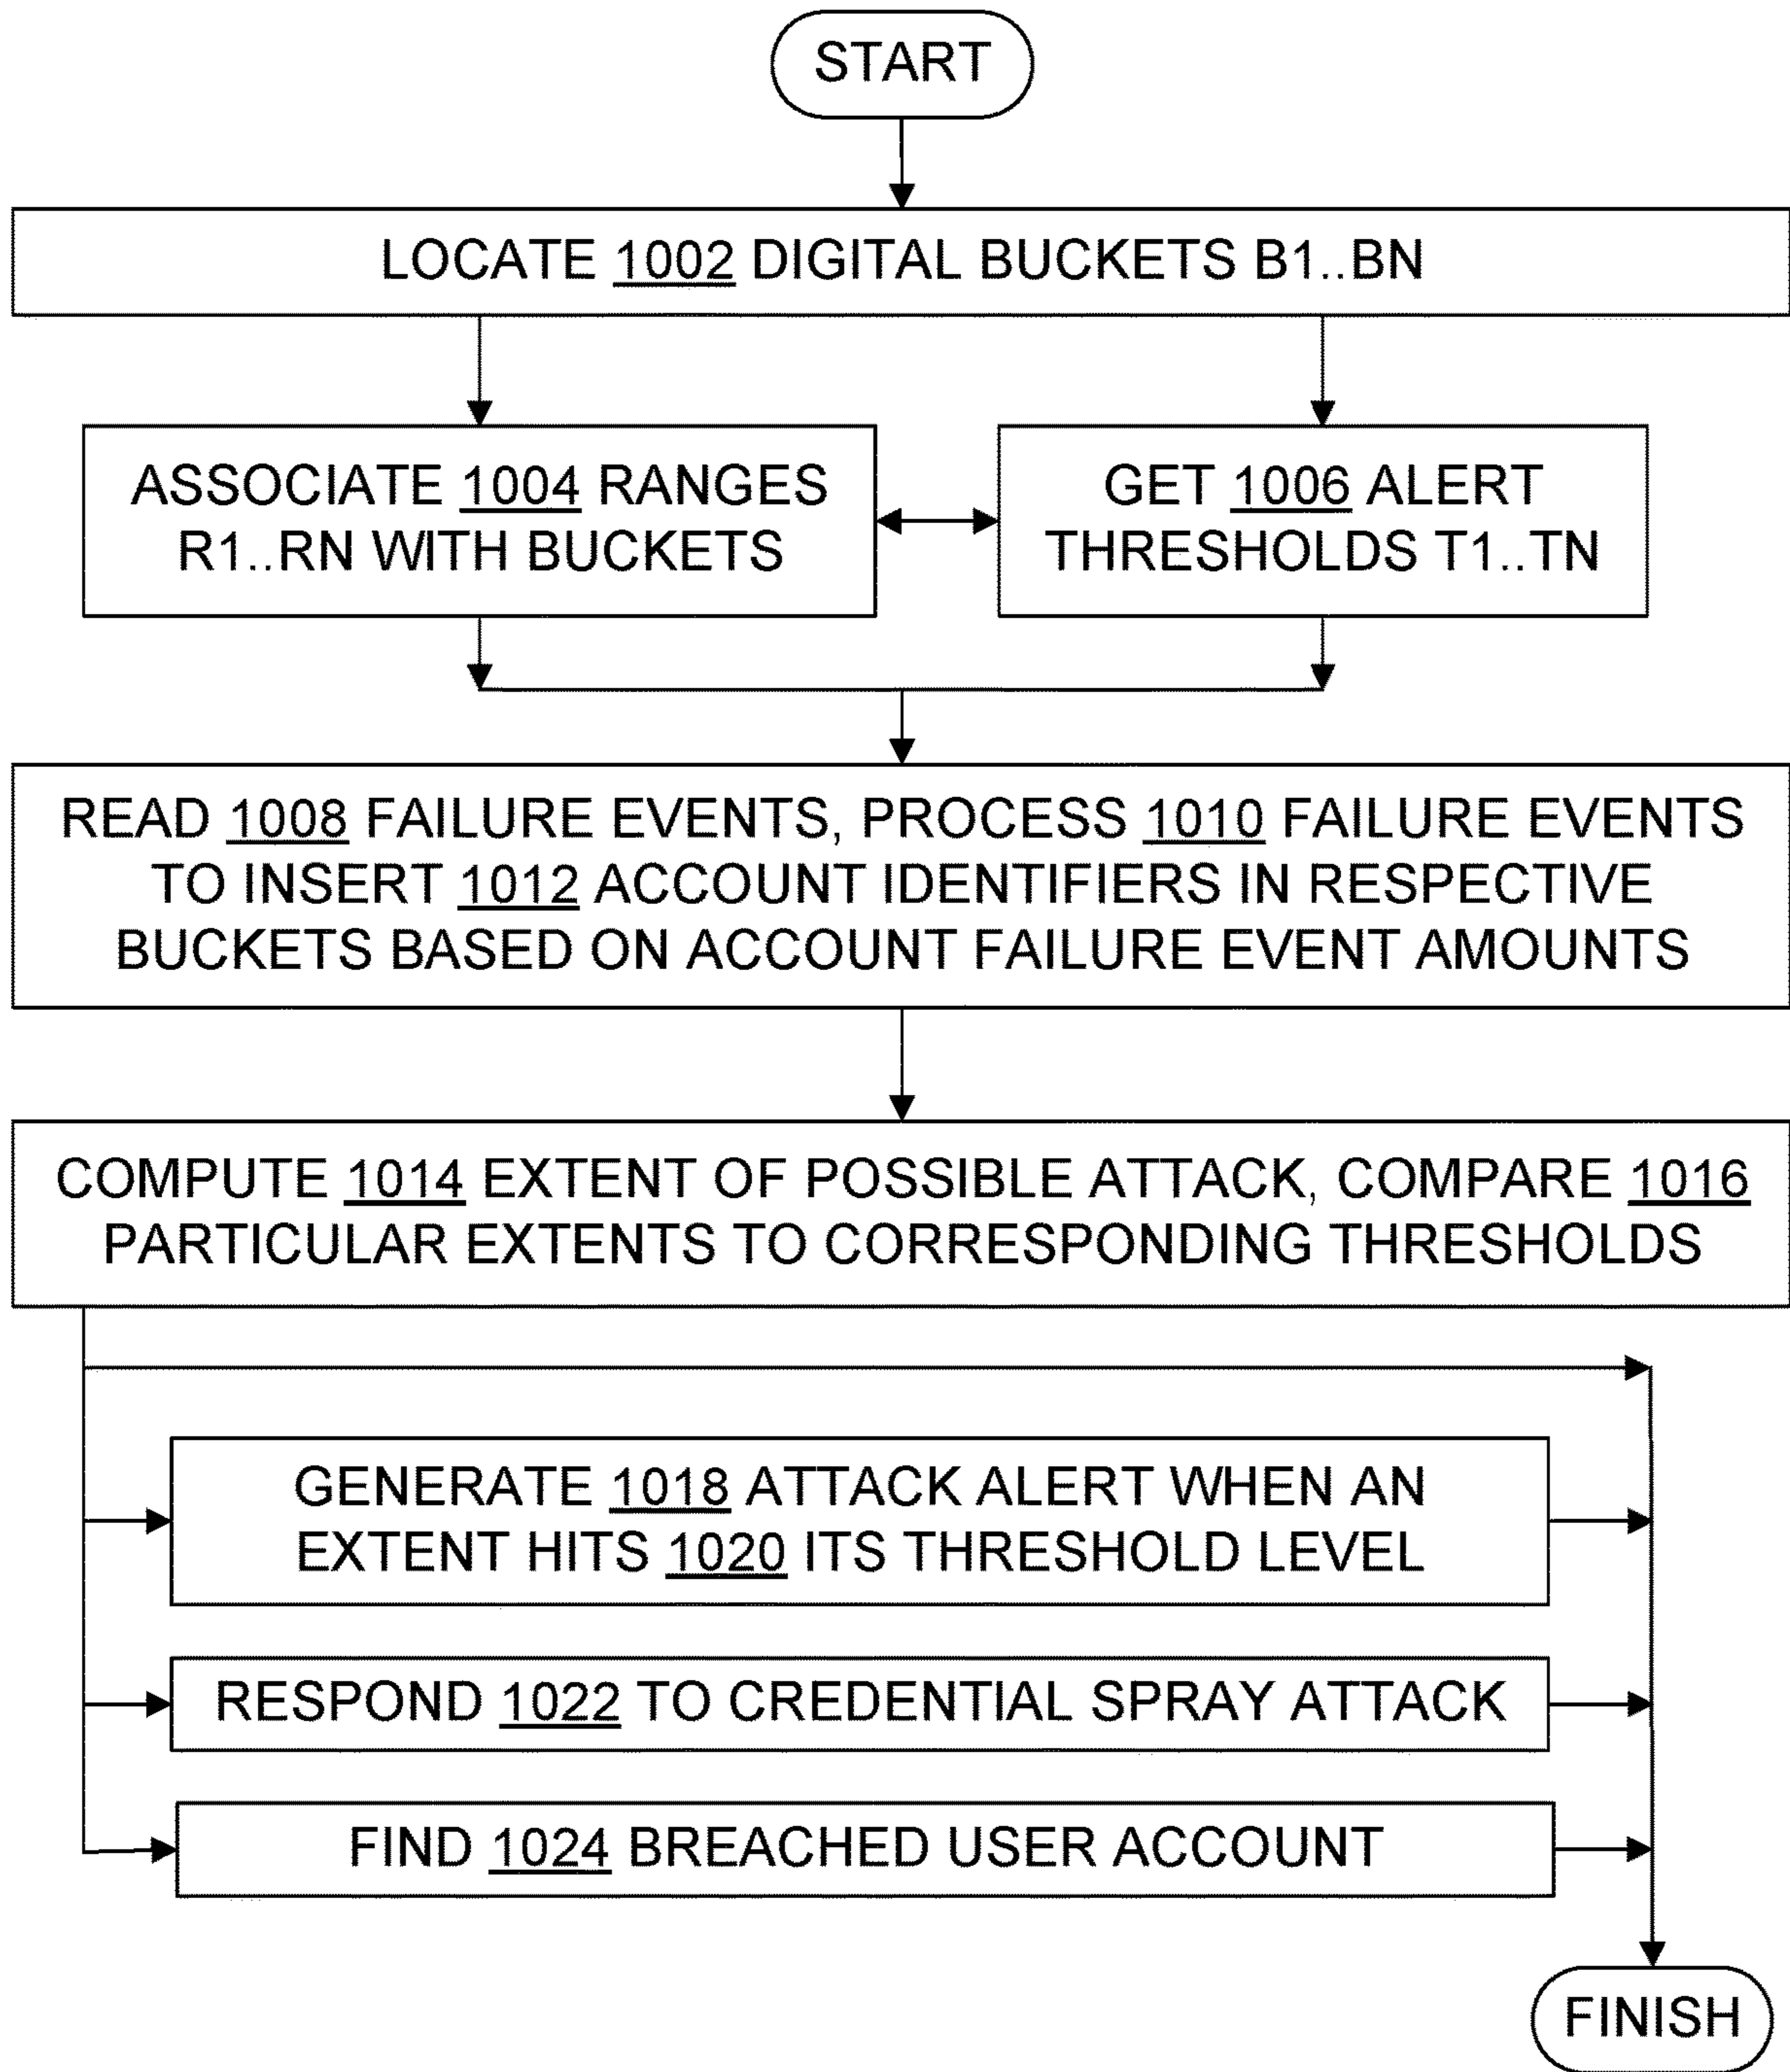 START
LOCATE 1002 DIGITAL BUCKETS B1..BN
ASSOCIATE 1004 RANGES
R1..RN WITH BUCKETS
GET 1006 ALERT
THRESHOLDS T1..TN
READ 1008 FAILURE EVENTS, PROCESS 1010 FAILURE EVENTS
TO INSERT 1012 ACCOUNT IDENTIFIERS IN RESPECTIVE
BUCKETS BASED ON ACCOUNT FAILURE EVENT AMOUNTS
COMPUTE 1014 EXTENT OF POSSIBLE ATTACK, COMPARE 1016
PARTICULAR EXTENTS TO CORRESPONDING THRESHOLDS
GENERATE 1018 ATTACK ALERT WHEN AN
EXTENT HITS 1020 ITS THRESHOLD LEVEL
RESPOND 1022 TO CREDENTIAL SPRAY ATTACK
FIND 1024 BREACHED USER ACCOUNT
FINISH